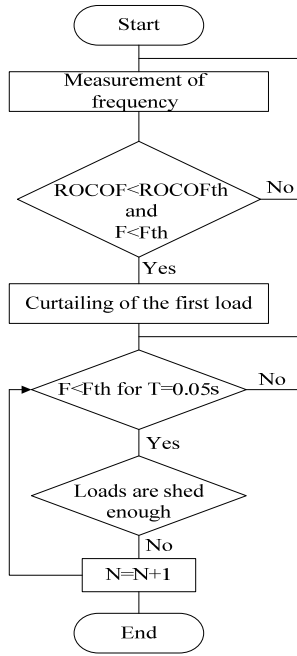 Start
Measurement of
frequency
ROCOF<ROCOFth
and
F<Fth
No
Yes
Curtailing of the first load
F<Fth for T=0.05s
No
Yes
Loads are shed
enough
No
N=N+1
End